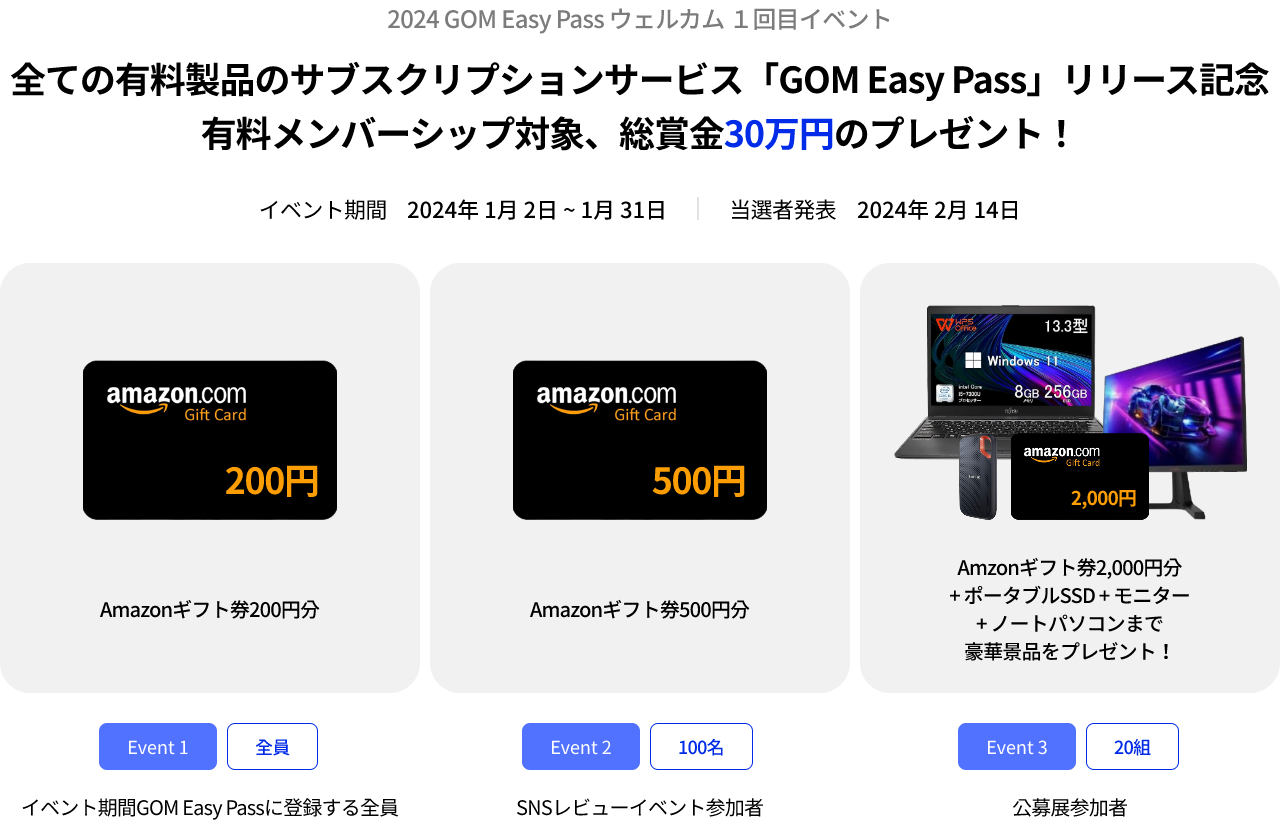 2024 GOM Easy Pass ウェルカム １回目イベント
全ての有料製品のサブスクリプションサービス「GOM Easy Pass」リリース記念
有料メンバーシップ対象、総賞金30万円のプレゼント！
イベント期間 2024年 1月 2日 ~ 1月 31日 当選者発表 2024年 2月 14日
amazon.com
Gift Card
200円
Amazonギフト券200円分
amazon.com
Gift Card
500円
Amazonギフト券500円分
WPS
Office
13.3型
Windows 11
intel Core
i5-7300U
プロセッサー
8GB 256GB
FUJITSU
amazon.com
Gift Card
2,000円
Amzonギフト券2,000円分
+ ポータブルSSD + モニター
+ ノートパソコンまで
豪華景品をプレゼント！
Event 1 全員
イベント期間GOM Easy Passに登録する全員
Event 2 100名
SNSレビューイベント参加者
Event 3 20組
公募展参加者